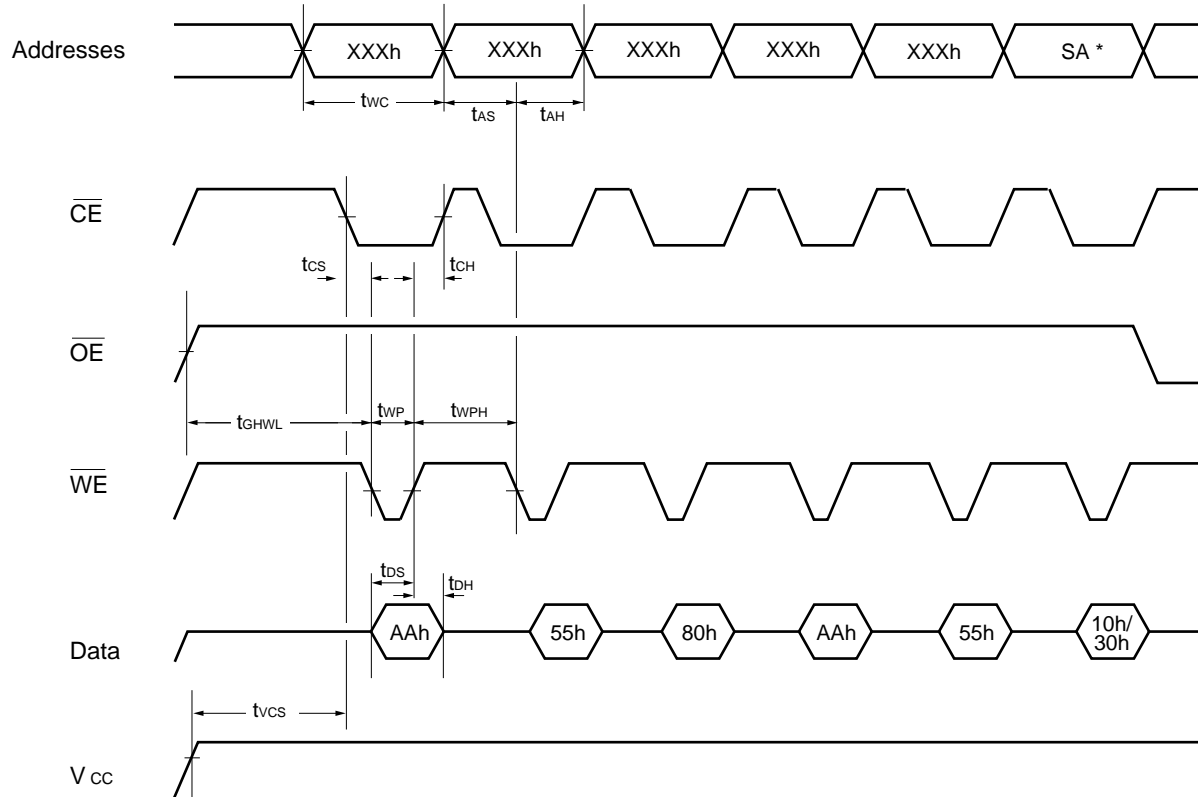 Addresses
XXXh XXXh XXXh XXXh XXXh SA *
tWC tAS tAH
CE
tCS tCH
OE
tGHWL tWP tWPH
WE
tDS tDH
Data
AAh 55h 80h AAh 55h 10h/
30h
tVCS
V CC